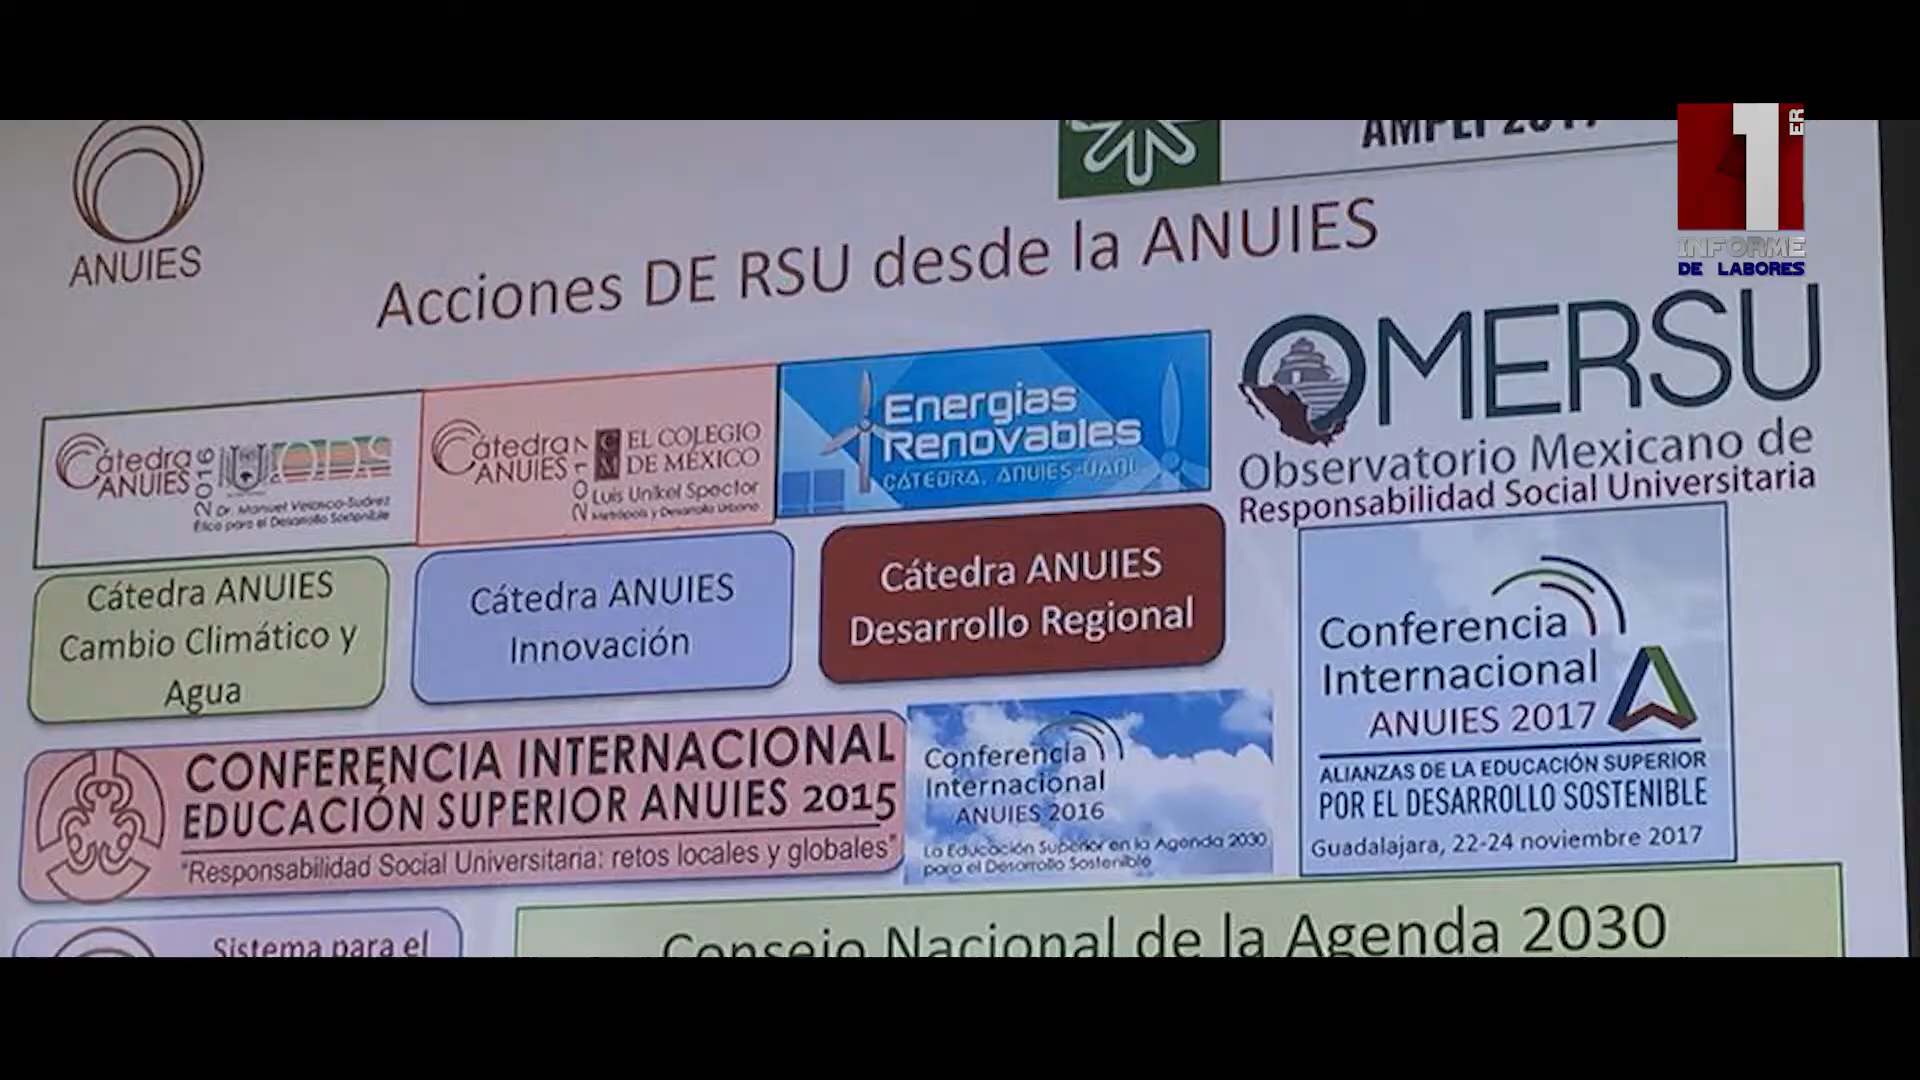 ANUIES
AMPEI 2017
1ER
INFORME
DE LABORES
Acciones DE RSU desde la ANUIES
Cátedra
ANUIES
2016
ODS
Dr. Manuel Velasco-Suárez
Ética para el Desarrollo Sostenible
Cátedra
ANUIES
2017
CM
EL COLEGIO
DE MÉXICO
Luis Unikel Spector
Metrópolis y Desarrollo Urbano
Energías
Renovables
CÁTEDRA, ANUIES-UANL
OMERSU
Observatorio Mexicano de
Responsabilidad Social Universitaria
Cátedra ANUIES
Cambio Climático y
Agua
Cátedra ANUIES
Innovación
Cátedra ANUIES
Desarrollo Regional
Conferencia
Internacional
ANUIES 2017
ALIANZAS DE LA EDUCACIÓN SUPERIOR
POR EL DESARROLLO SOSTENIBLE
Guadalajara, 22-24 noviembre 2017
CONFERENCIA INTERNACIONAL
EDUCACIÓN SUPERIOR ANUIES 2015
"Responsabilidad Social Universitaria: retos locales y globales"
Conferencia
Internacional
ANUIES 2016
La Educación Superior en la Agenda 2030
para el Desarrollo Sostenible
Sistema para el
Consejo Nacional de la Agenda 2030